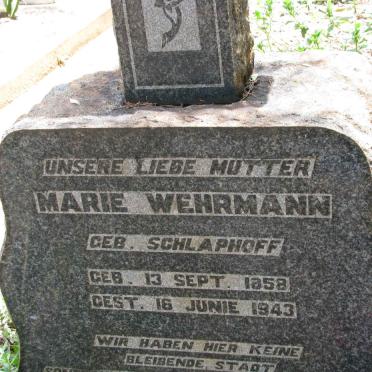 UNSERE LIEBE MUTTER
MARIE WEHRMANN
GEB. SCHLAPHOFF
GEB. 13 SEPT. 1858
GEST. 16 JUNIE 1943
WIR HABEN HIER KEINE
BLEIBENDE STADT